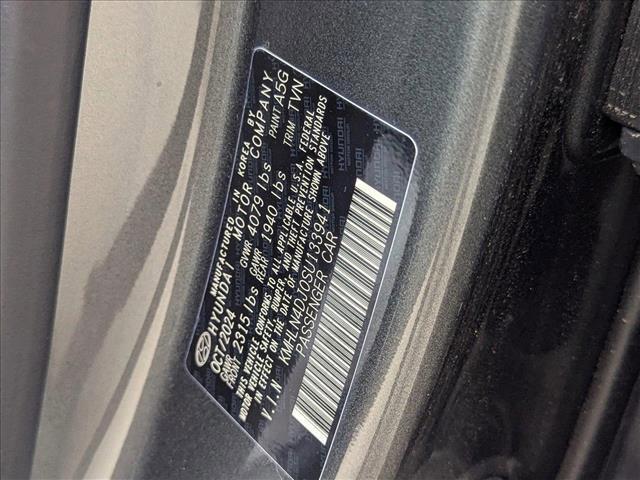 MANUFACTURED IN KOREA BY
HYUNDAI MOTOR COMPANY
OCT/2024 GVWR 4079 lbs PAINT A5G
GAWR FRONT 2315 lbs GAWR REAR 1940 lbs TRIM TVN
THIS VEHICLE CONFORMS TO ALL APPLICABLE U.S.A. FEDERAL
MOTOR VEHICLE SAFETY, BUMPER, AND THEFT PREVENTION STANDARDS
IN EFFECT ON THE DATE OF MANUFACTURE SHOWN ABOVE
V.I.N KMHLN4DJ0SU133941
PASSENGER CAR